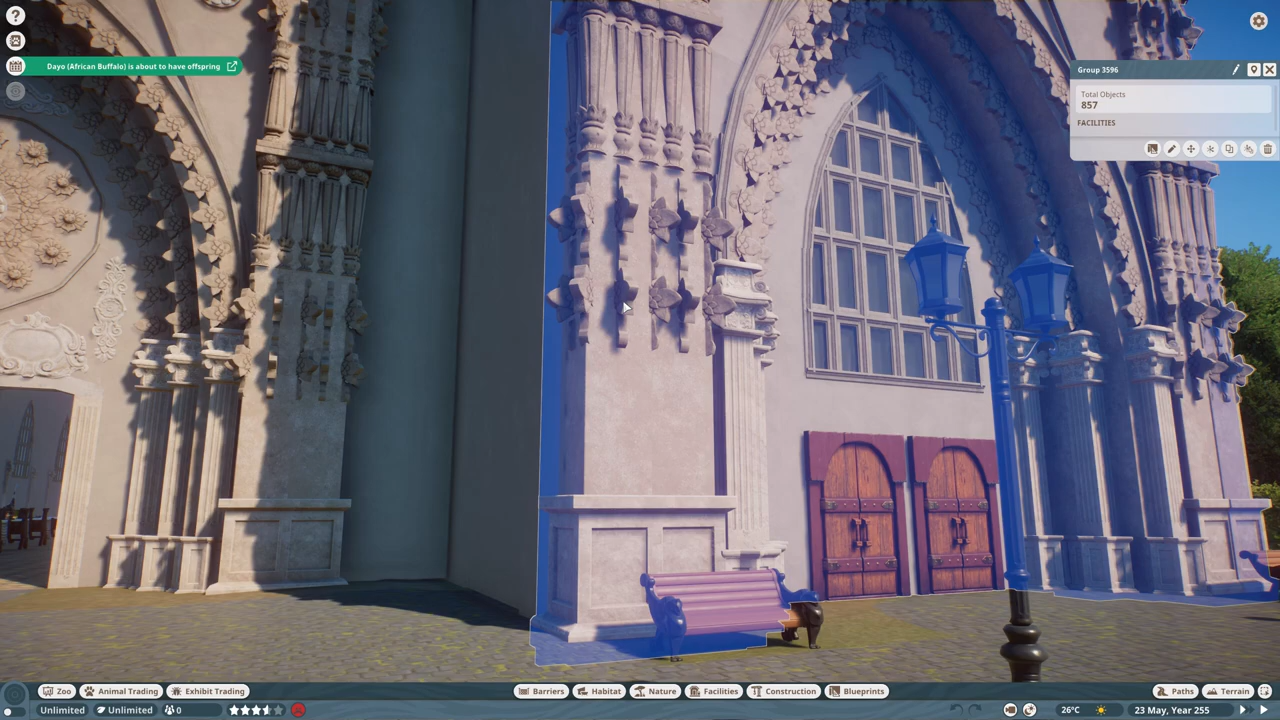 ?
Dayo (African Buffalo) is about to have offspring
Group 3596
Total Objects
857
FACILITIES
Zoo
Animal Trading
Exhibit Trading
Barriers
Habitat
Nature
Facilities
Construction
Blueprints
Paths
Terrain
Unlimited
Unlimited
0
26°C
23 May, Year 255